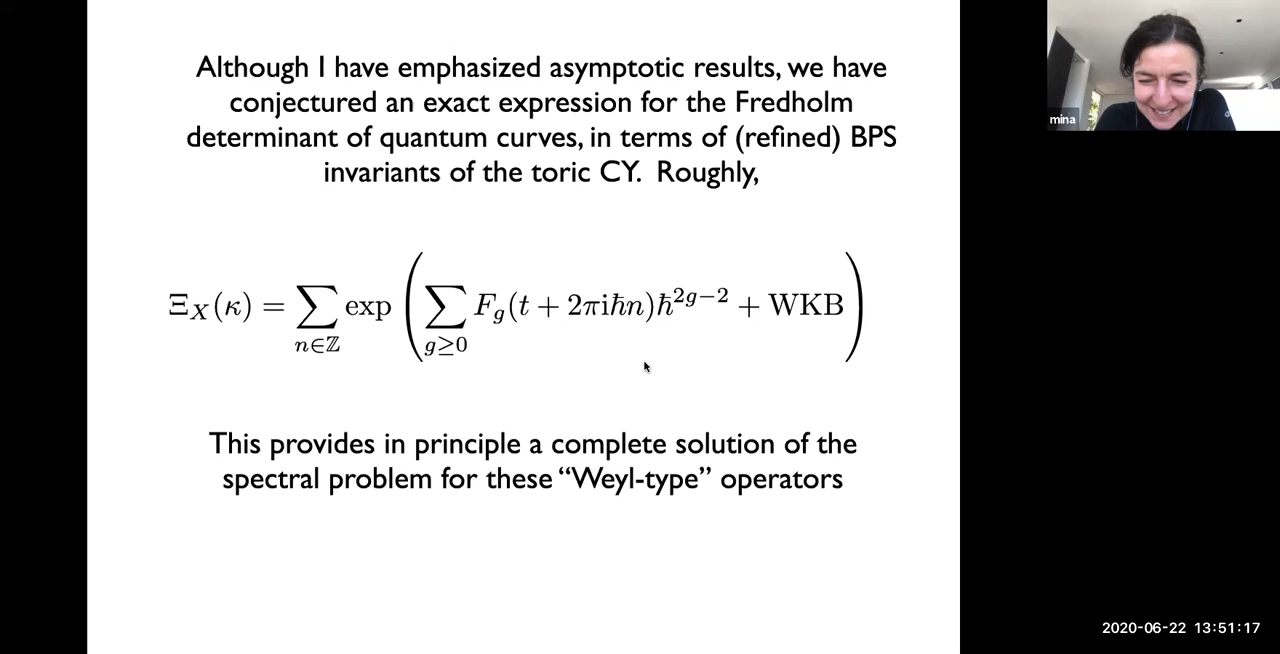 Although I have emphasized asymptotic results, we have
conjectured an exact expression for the Fredholm
determinant of quantum curves, in terms of (refined) BPS
invariants of the toric CY. Roughly,
Ξ_X(κ) = ∑_{n∈ℤ} exp ( ∑_{g≥0} F_g(t + 2πiℏn)ℏ^{2g−2} + WKB )
This provides in principle a complete solution of the
spectral problem for these “Weyl-type” operators
mina
2020-06-22 13:51:17